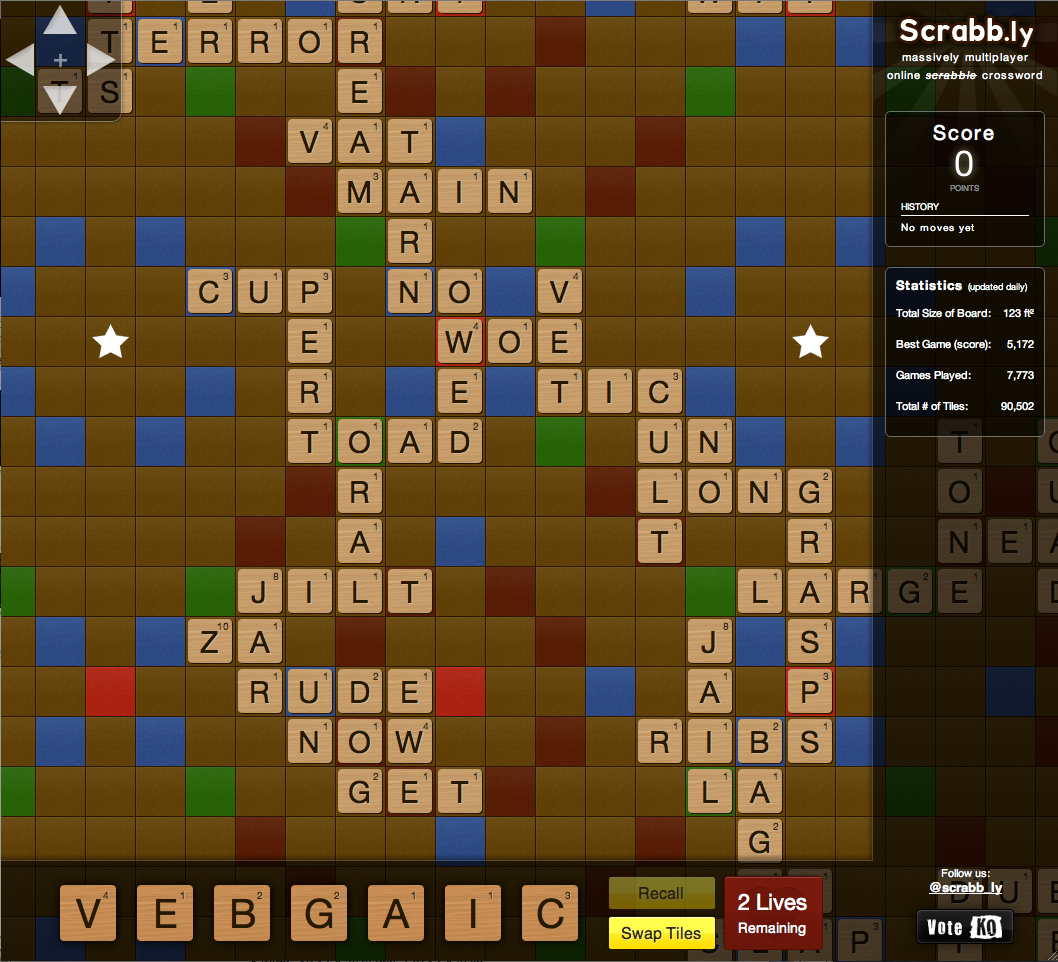 TERROR
Scrabb.ly
massively multiplayer
online scrabble crossword
TS E
Score
0
POINTS
HISTORY
No moves yet
VAT
MAIN
R
CUP NO V
Statistics (updated daily)
Total Size of Board: 123 ft²
Best Game (score): 5,172
Games Played: 7,773
Total # of Tiles: 90,502
E WOE
R E TIC
TOAD UN T
R LONG O
A T R NE
JILT LARGE
ZA J S
RUDE A P
NOW RIBS
GET LA
G
VEBGAIC
Recall
Swap Tiles
2 Lives
Remaining
Follow us:
@scrabb_ly
Vote KO